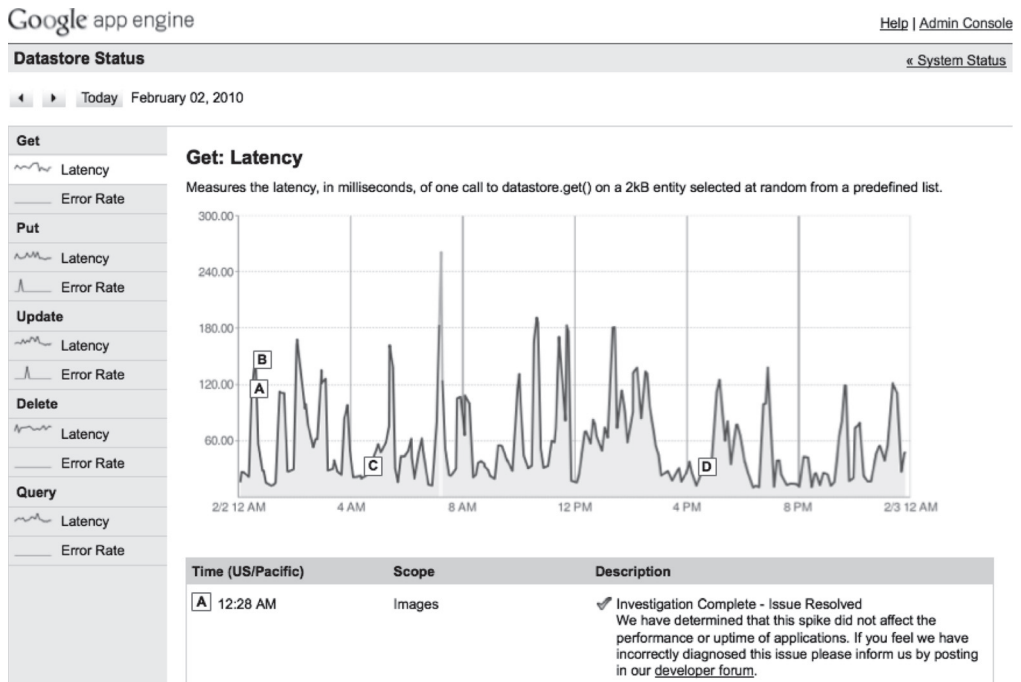 Google app engine
Help | Admin Console
Datastore Status
« System Status
Today February 02, 2010
Get
Latency
Error Rate
Put
Latency
Error Rate
Update
Latency
Error Rate
Delete
Latency
Error Rate
Query
Latency
Error Rate
Get: Latency
Measures the latency, in milliseconds, of one call to datastore.get() on a 2kB entity selected at random from a predefined list.
300.00
240.00
180.00
120.00
60.00
B
A
C
D
2/2 12 AM 4 AM 8 AM 12 PM 4 PM 8 PM 2/3 12 AM
Time (US/Pacific) Scope Description
A 12:28 AM Images Investigation Complete - Issue Resolved
We have determined that this spike did not affect the
performance or uptime of applications. If you feel we have
incorrectly diagnosed this issue please inform us by posting
in our developer forum.